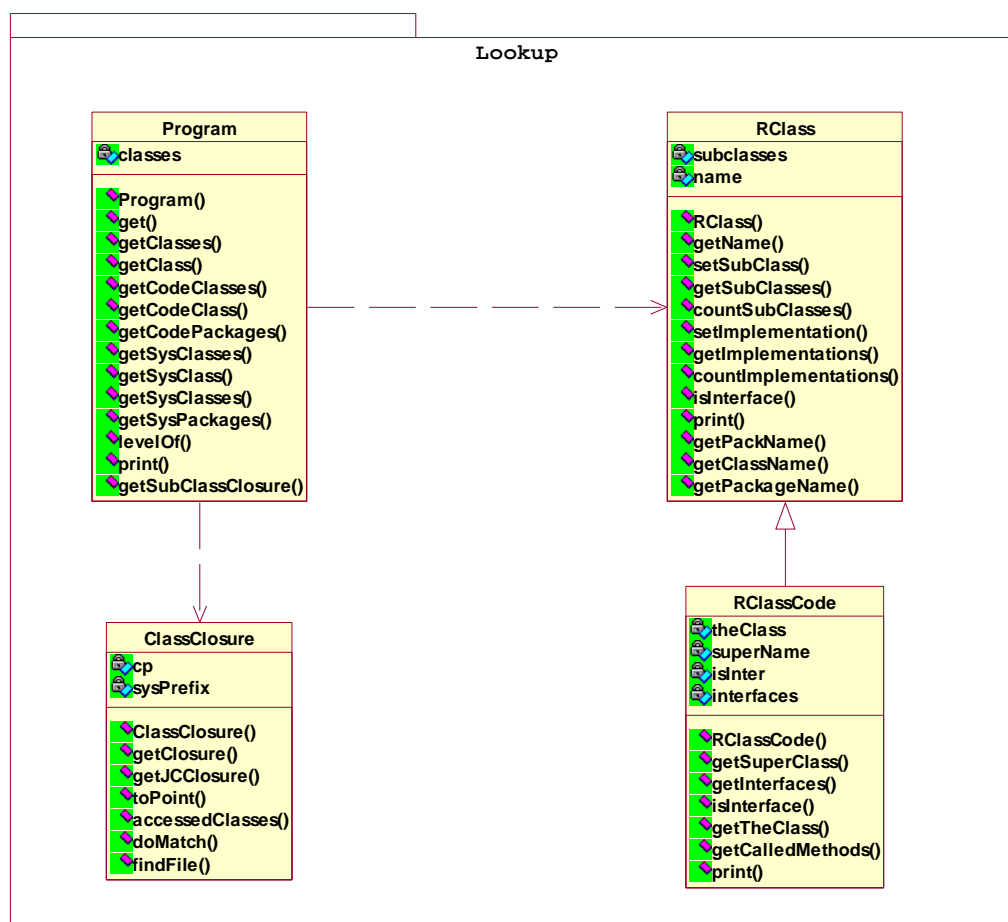 Lookup
Program
classes
Program()
get()
getClasses()
getClass()
getCodeClasses()
getCodeClass()
getCodePackages()
getSysClasses()
getSysClass()
getSysClasses()
getSysPackages()
levelOf()
print()
getSubClassClosure()
RClass
subclasses
name
RClass()
getName()
setSubClass()
getSubClasses()
countSubClasses()
setImplementation()
getImplementations()
countImplementations()
isInterface()
print()
getPackName()
getClassName()
getPackageName()
ClassClosure
cp
sysPrefix
ClassClosure()
getClosure()
getJCClosure()
toPoint()
accessedClasses()
doMatch()
findFile()
RClassCode
theClass
superName
isInter
interfaces
RClassCode()
getSuperClass()
getInterfaces()
isInterface()
getTheClass()
getCalledMethods()
print()